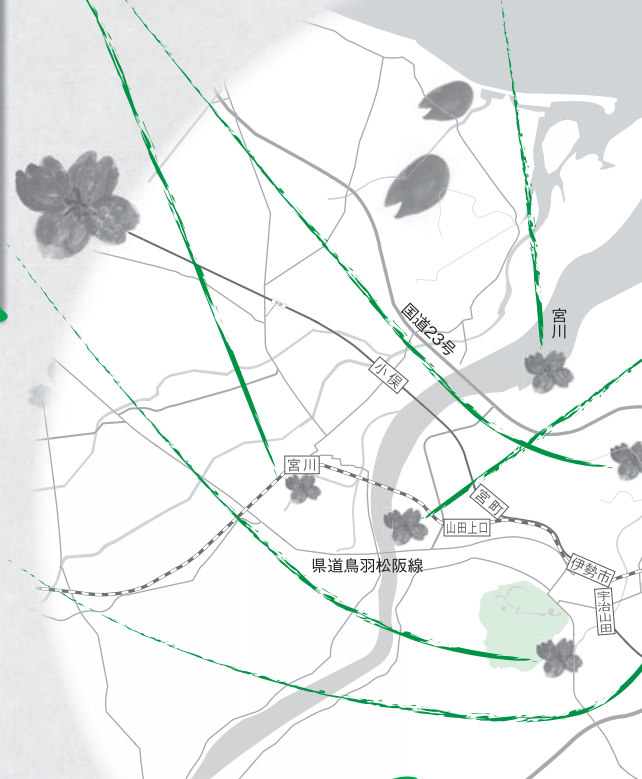 宮川
国道23号
小俣
宮川
宮町
山田上口
県道鳥羽松阪線
伊勢市
宇治山田